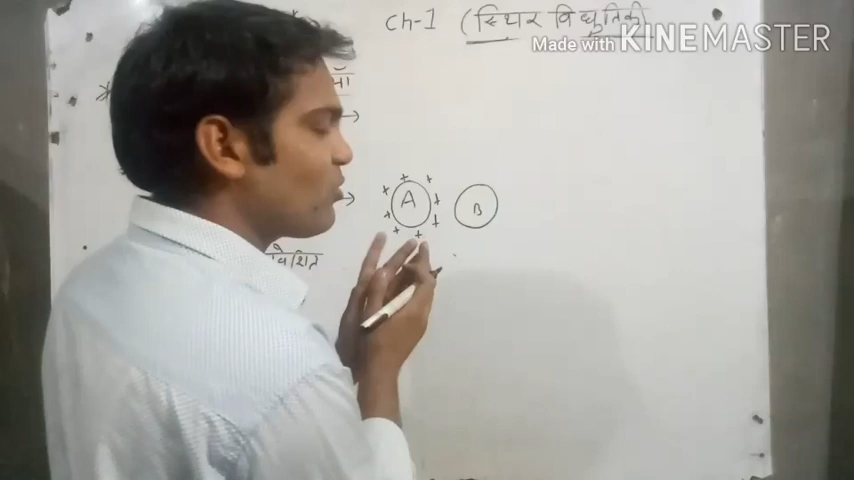 Ch-1 (स्थिर विद्युतिकी)
Made with KINEMASTER
+ + + + + + + + +
A B